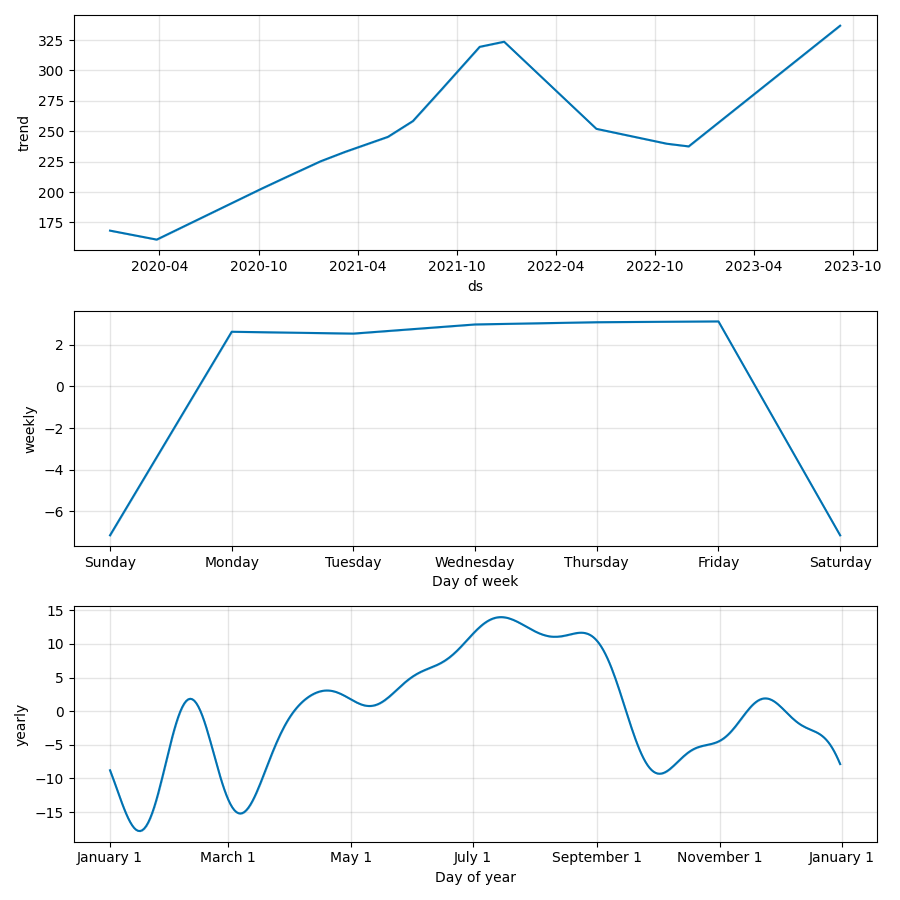 325
300
275
250
225
200
175
trend
2020-04 2020-10 2021-04 2021-10 2022-04 2022-10 2023-04 2023-10
ds
2
0
−2
−4
−6
weekly
Sunday Monday Tuesday Wednesday Thursday Friday Saturday
Day of week
15
10
5
0
−5
−10
−15
yearly
January 1 March 1 May 1 July 1 September 1 November 1 January 1
Day of year